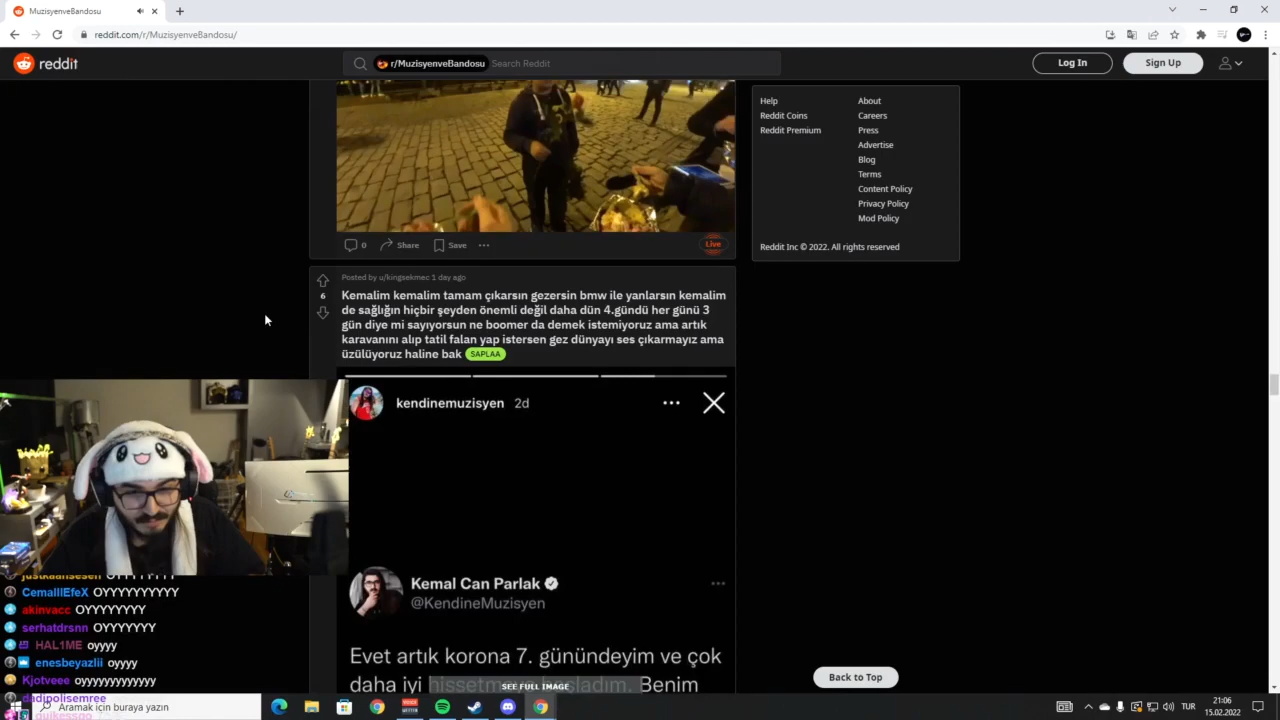 MuzisyenveBandosu
reddit.com/r/MuzisyenveBandosu/
reddit
r/MuzisyenveBandosu Search Reddit
Log In
Sign Up
Help
About
Reddit Coins
Careers
Reddit Premium
Press
Advertise
Blog
Terms
Content Policy
Privacy Policy
Mod Policy
Reddit Inc © 2022. All rights reserved
0 Share Save
Live
Posted by u/kingsekmec 1 day ago
6
Kemalim kemalim tamam çıkarsın gezersin bmw ile yanlarsın kemalim
de sağlığın hiçbir şeyden önemli değil daha dün 4.gündü her günü 3
gün diye mi sayıyorsun ne boomer da demek istemiyoruz ama artık
karavanını alıp tatil falan yap istersen gez dünyayı ses çıkarmayız ama
üzülüyoruz haline bak SAPLAA
kendinemuzisyen 2d
Kemal Can Parlak
@KendineMuzisyen
Evet artık korona 7. günündeyim ve çok
daha iyi hissetmeye başladım. Benim
SEE FULL IMAGE
Back to Top
CemalIlEfeX OYYYYYYYYYY
akinvacc OYYYYYYYY
serhatdrsnn OYYYYYYY
HAL1ME oyyyy
enesbeyazlii oyyyy
Kjotveee oyyyyyyyyyyyy
dadipolisemree
Aramak için buraya yazın
TUR
21:06
15.02.2022